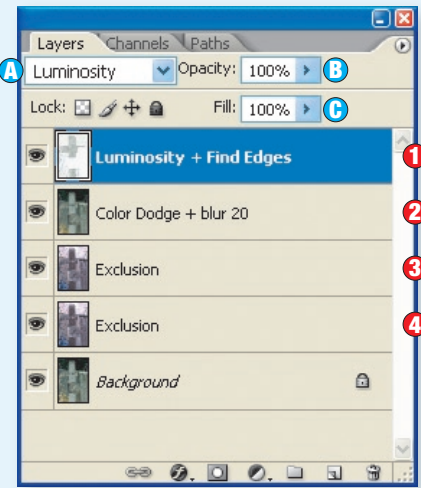 Layers Channels Paths
A Luminosity Opacity: 100% B
Lock: Fill: 100% C
Luminosity + Find Edges 1
Color Dodge + blur 20 2
Exclusion 3
Exclusion 4
Background